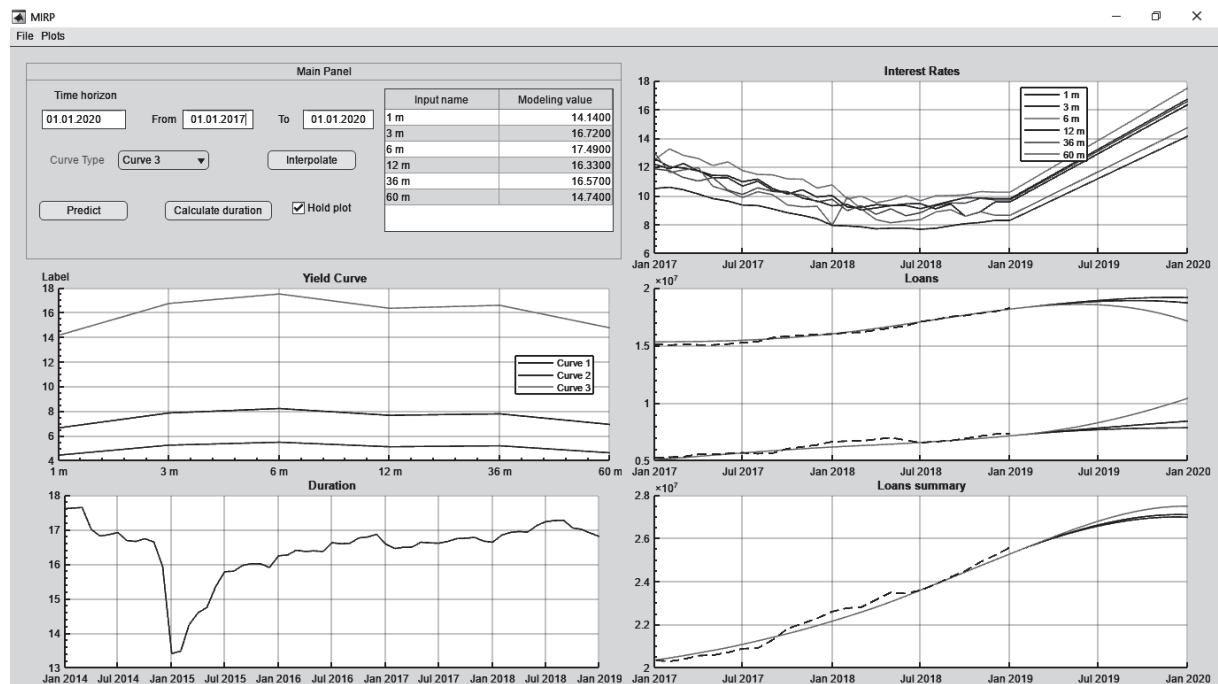 MIRP
File Plots
Main Panel
Time horizon
01.01.2020 From 01.01.2017 To 01.01.2020
Curve Type Curve 3 Interpolate
Predict Calculate duration Hold plot
Input name Modeling value
1 m 14.1400
3 m 16.7200
6 m 17.4900
12 m 16.3300
36 m 16.5700
60 m 14.7400
Interest Rates
18
16
14
12
10
8
6
1 m
3 m
6 m
12 m
36 m
60 m
Jan 2017 Jul 2017 Jan 2018 Jul 2018 Jan 2019 Jul 2019 Jan 2020
Label
Yield Curve
18
16
14
12
10
8
6
4
Curve 1
Curve 2
Curve 3
1 m 3 m 6 m 12 m 36 m 60 m
×10⁷
Loans
2
1.5
1
0.5
Jan 2017 Jul 2017 Jan 2018 Jul 2018 Jan 2019 Jul 2019 Jan 2020
Duration
18
17
16
15
14
13
Jan 2014 Jul 2014 Jan 2015 Jul 2015 Jan 2016 Jul 2016 Jan 2017 Jul 2017 Jan 2018 Jul 2018 Jan 2019
×10⁷
Loans summary
2.8
2.6
2.4
2.2
2
Jan 2017 Jul 2017 Jan 2018 Jul 2018 Jan 2019 Jul 2019 Jan 2020